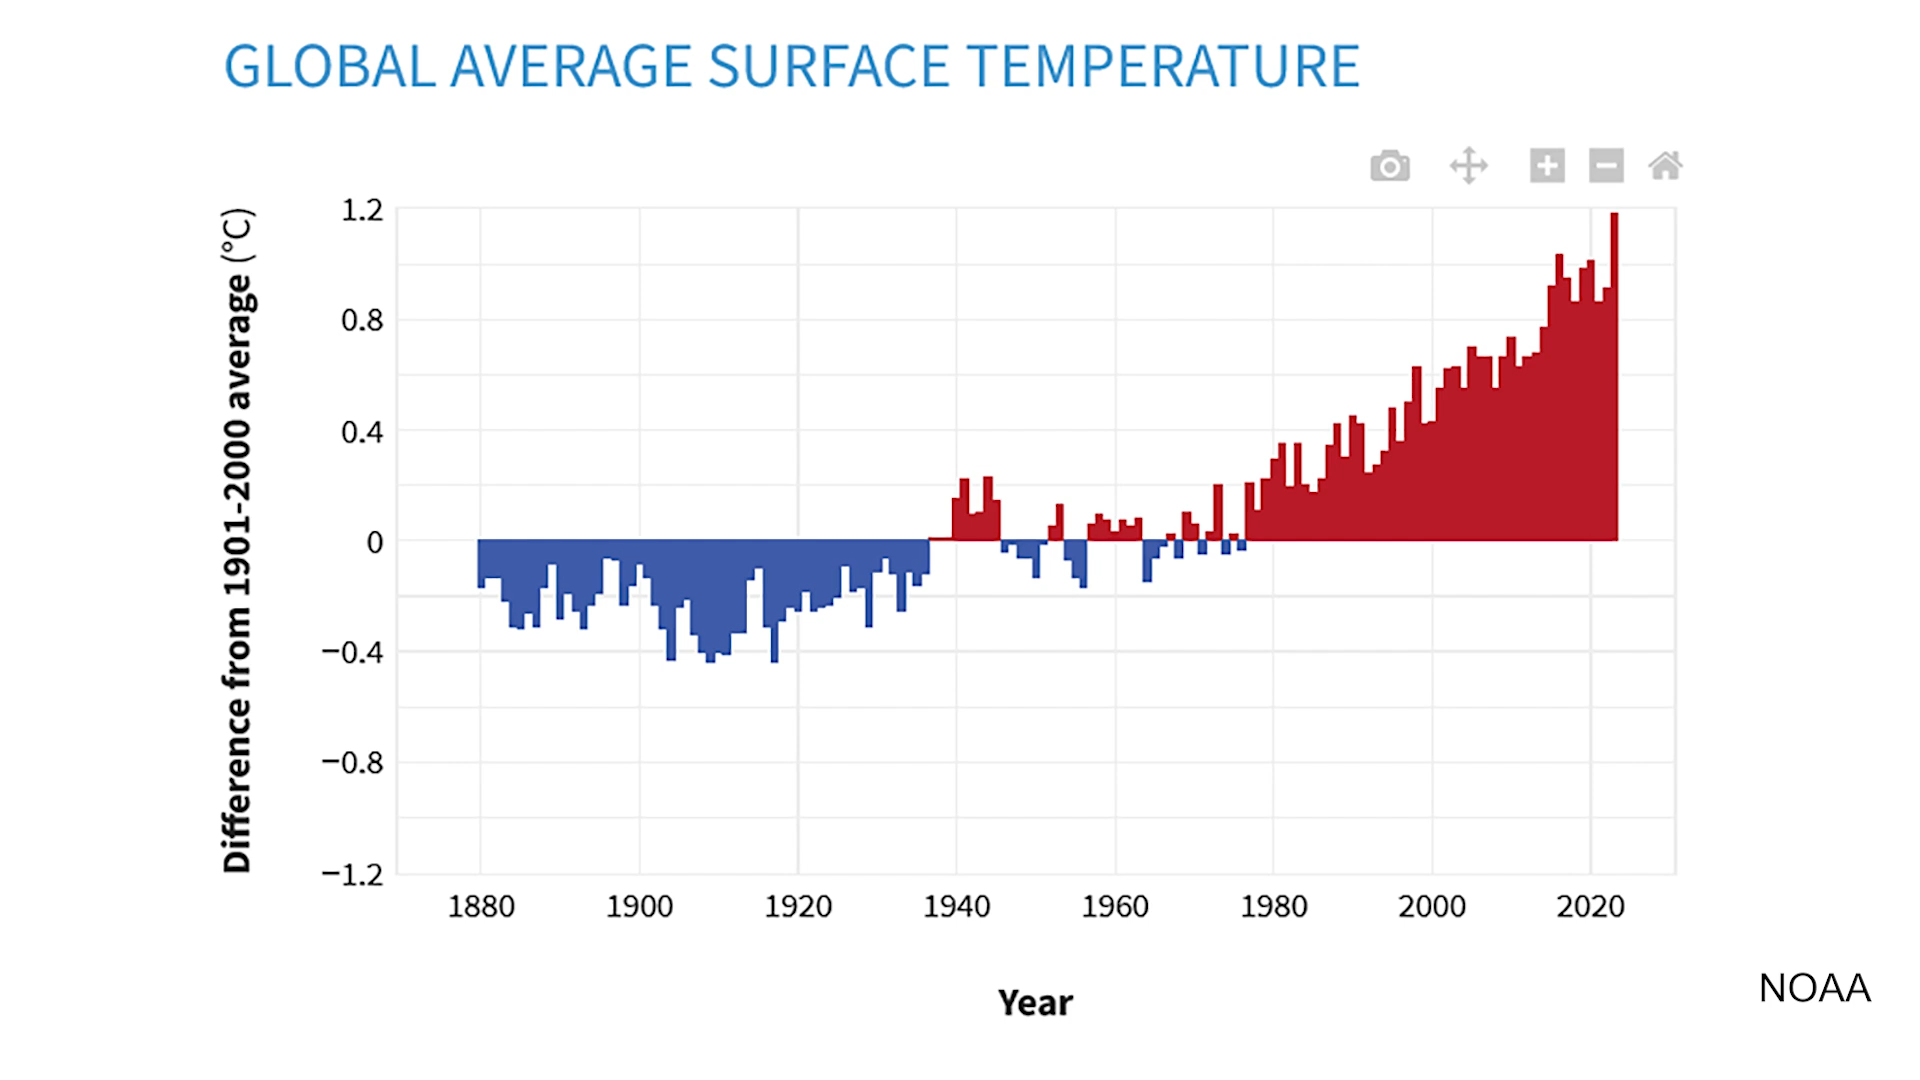 GLOBAL AVERAGE SURFACE TEMPERATURE
Difference from 1901-2000 average (°C)
1.2
0.8
0.4
0
−0.4
−0.8
−1.2
1880 1900 1920 1940 1960 1980 2000 2020
Year
NOAA